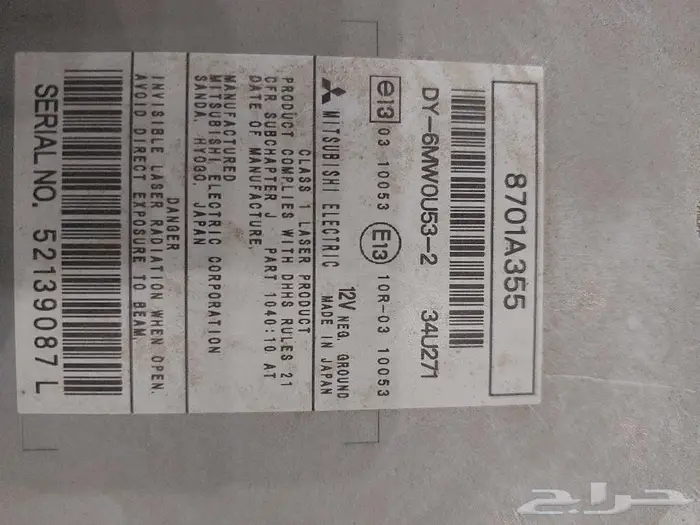 8701A355
DY-6MW0U53-2 34U271
e13 03 10053 E13 10R-03 10053
MITSUBISHI ELECTRIC 12V NEG. GROUND
MADE IN JAPAN
CLASS 1 LASER PRODUCT
PRODUCT COMPLIES WITH DHHS RULES 21
CFR SUBCHAPTER J PART 1040:10 AT
DATE OF MANUFACTURE.
MANUFACTURED
MITSUBISHI ELECTRIC CORPORATION
SANDA, HYOGO, JAPAN
DANGER
INVISIBLE LASER RADIATION WHEN OPEN.
AVOID DIRECT EXPOSURE TO BEAM.
SERIAL NO. 52139087 L
حراج